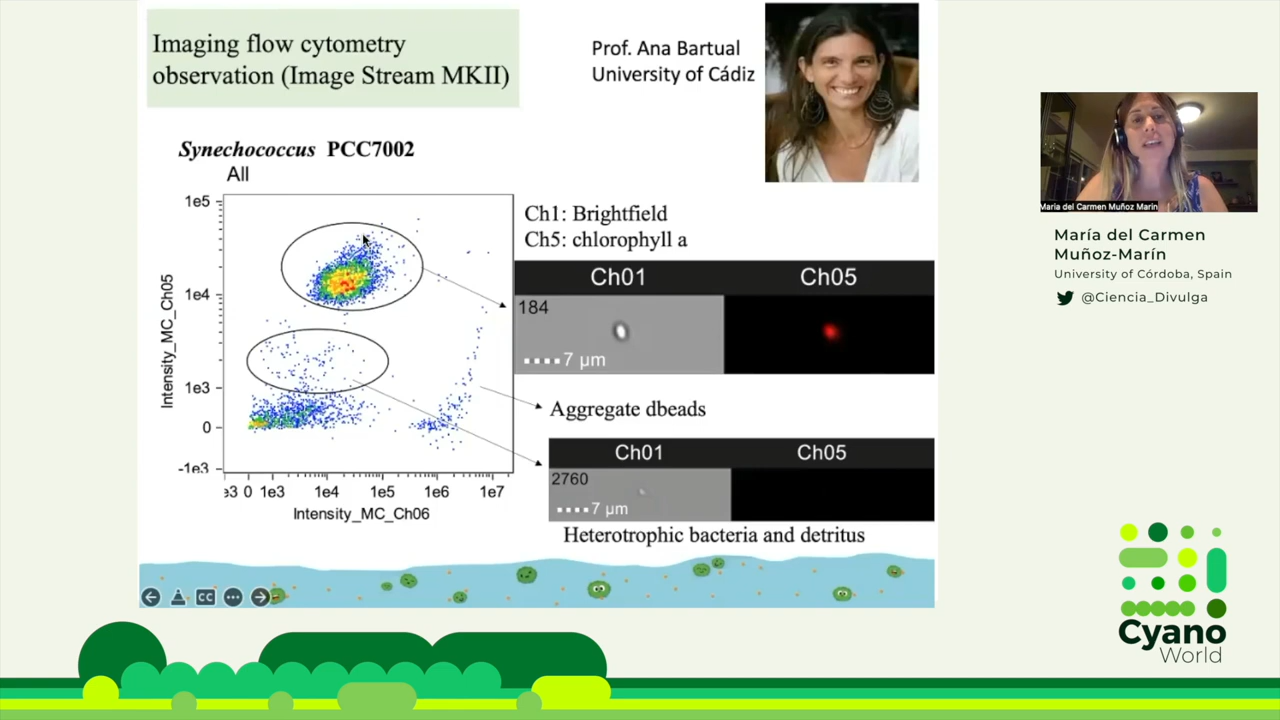 Imaging flow cytometry
observation (Image Stream MKII)
Prof. Ana Bartual
University of Cádiz
Synechococcus PCC7002
All
1e5
1e4
1e3
0
-1e3
Intensity_MC_Ch05
e3 0 1e3 1e4 1e5 1e6 1e7
Intensity_MC_Ch06
Ch1: Brightfield
Ch5: chlorophyll a
Ch01 Ch05
184
7 µm
Aggregate dbeads
Ch01 Ch05
2760
7 µm
Heterotrophic bacteria and detritus
CC
María del Carmen Muñoz Marín
María del Carmen
Muñoz-Marín
University of Córdoba, Spain
@Ciencia_Divulga
Cyano
World